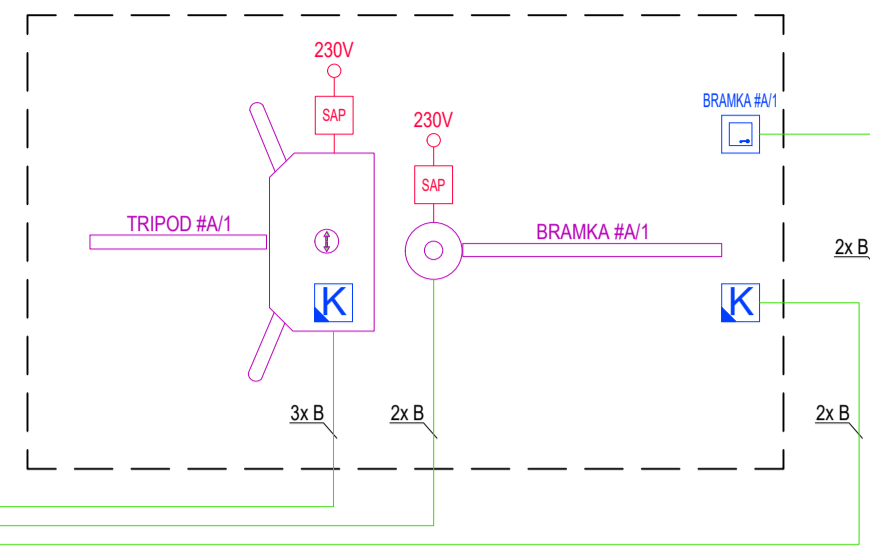 230V
SAP
BRAMKA #A/1
230V
SAP
TRIPOD #A/1
BRAMKA #A/1
2x B
K
K
3x B
2x B
2x B